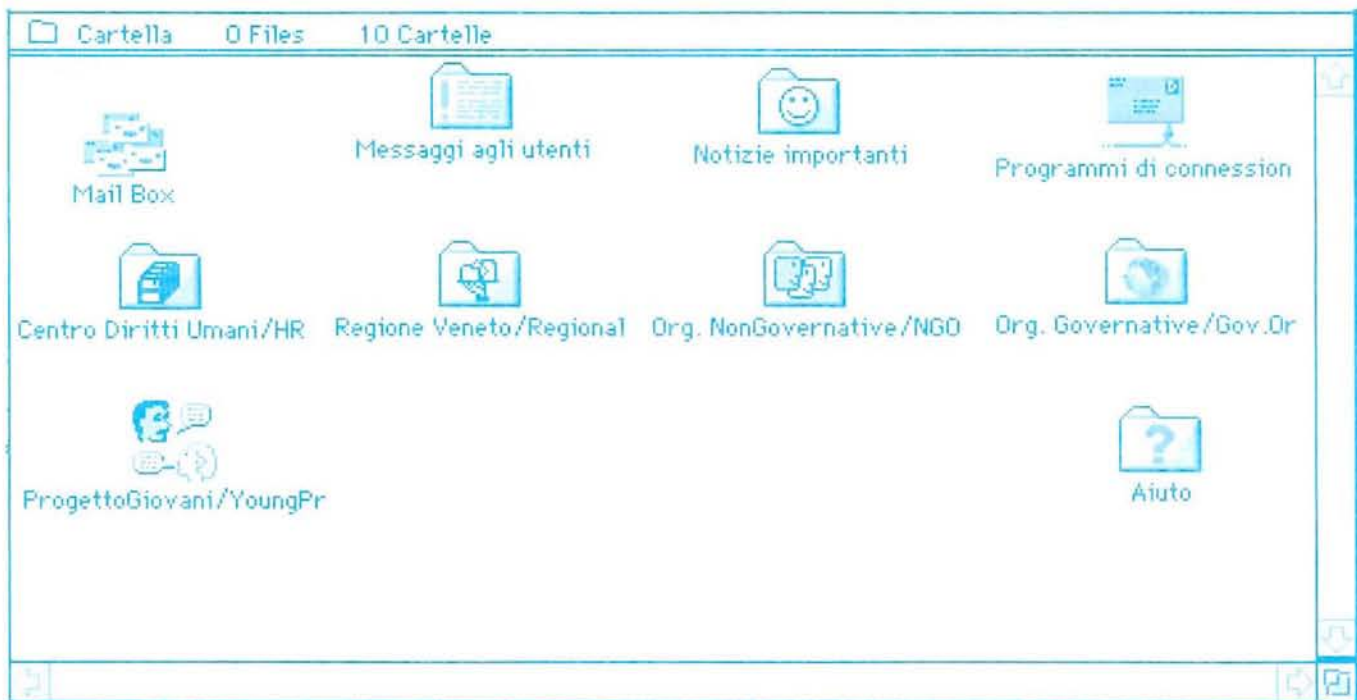 Cartella 0 Files 10 Cartelle
Mail Box
Messaggi agli utenti
Notizie importanti
Programmi di connession
Centro Diritti Umani/HR
Regione Veneto/Regional
Org. NonGovernative/NGO
Org. Governative/Gov.Or
ProgettoGiovani/YoungPr
?
Aiuto